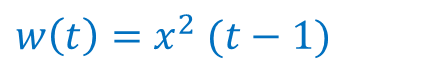 w(t) = x² (t − 1)